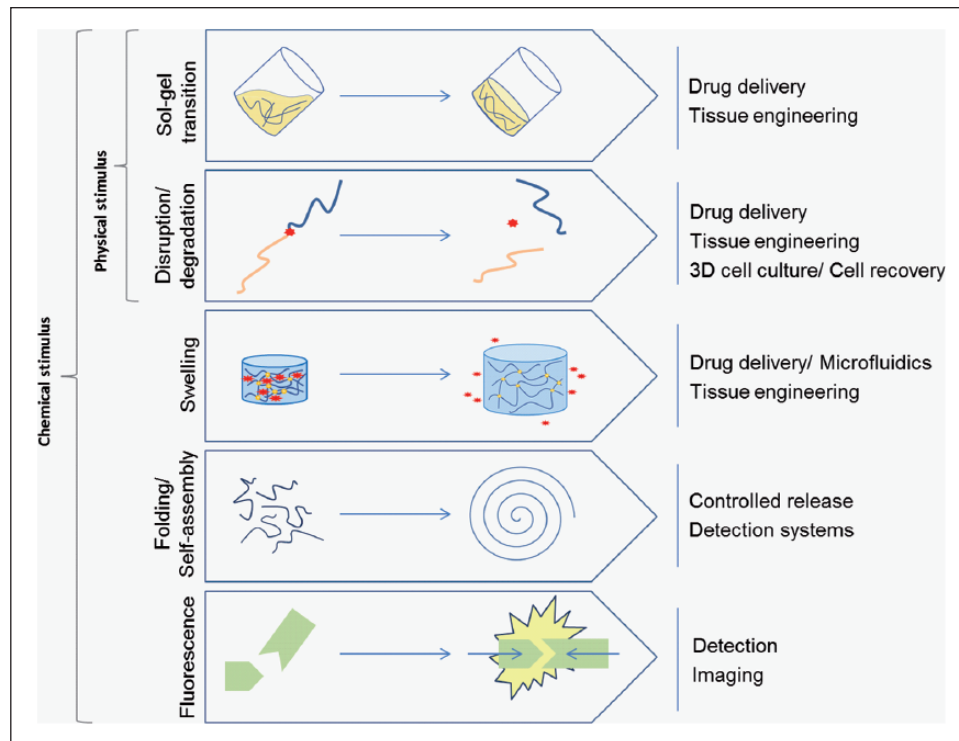 Chemical stimulus
Physical stimulus
Sol-gel
transition
Drug delivery
Tissue engineering
Disruption/
degradation
Drug delivery
Tissue engineering
3D cell culture/ Cell recovery
Swelling
Drug delivery/ Microfluidics
Tissue engineering
Folding/
Self-assembly
Controlled release
Detection systems
Fluorescence
Detection
Imaging